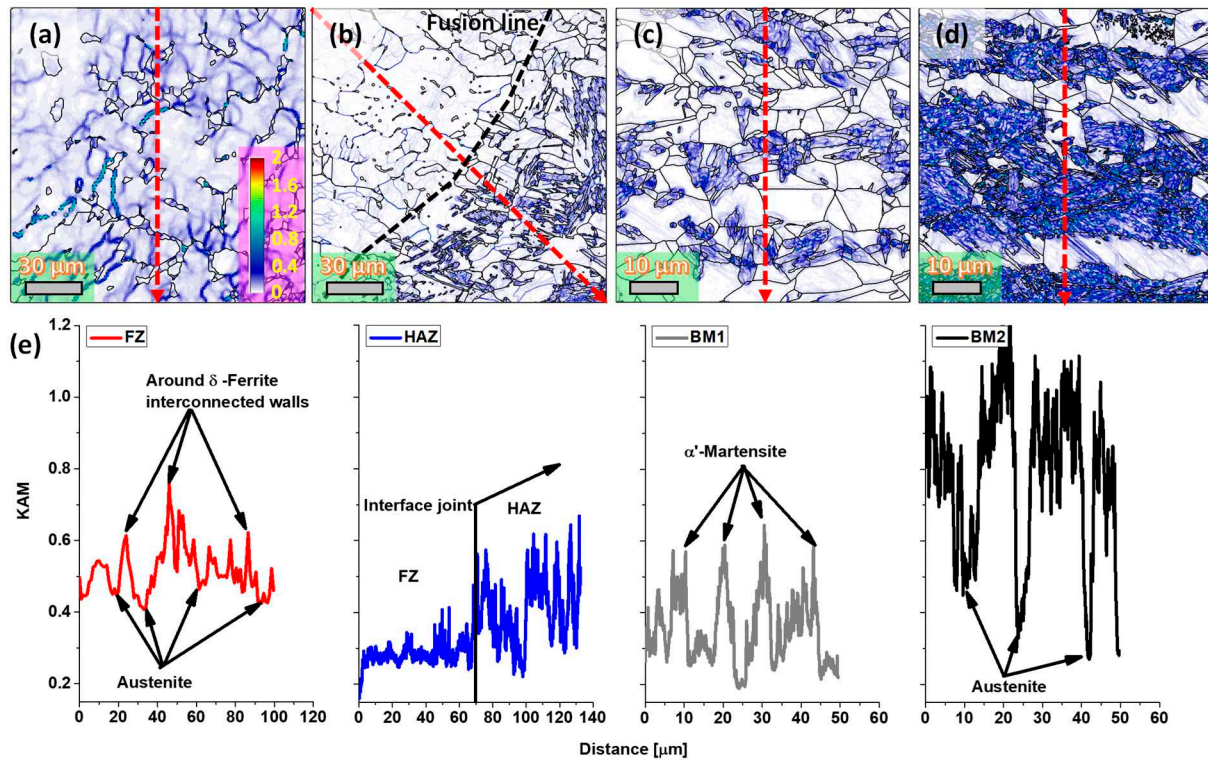 (a)
(b)
Fusion line
(c)
(d)
2
1.6
1.2
0.8
0.4
0
30 μm
30 μm
10 μm
10 μm
(e)
FZ
HAZ
BM1
BM2
KAM
1.2
1.0
0.8
0.6
0.4
0.2
Around δ -Ferrite
interconnected walls
Austenite
0 20 40 60 80 100 120
Interface joint
HAZ
FZ
0 20 40 60 80 100 120 140
α'-Martensite
0 10 20 30 40 50 60
Austenite
0 10 20 30 40 50 60
Distance [μm]